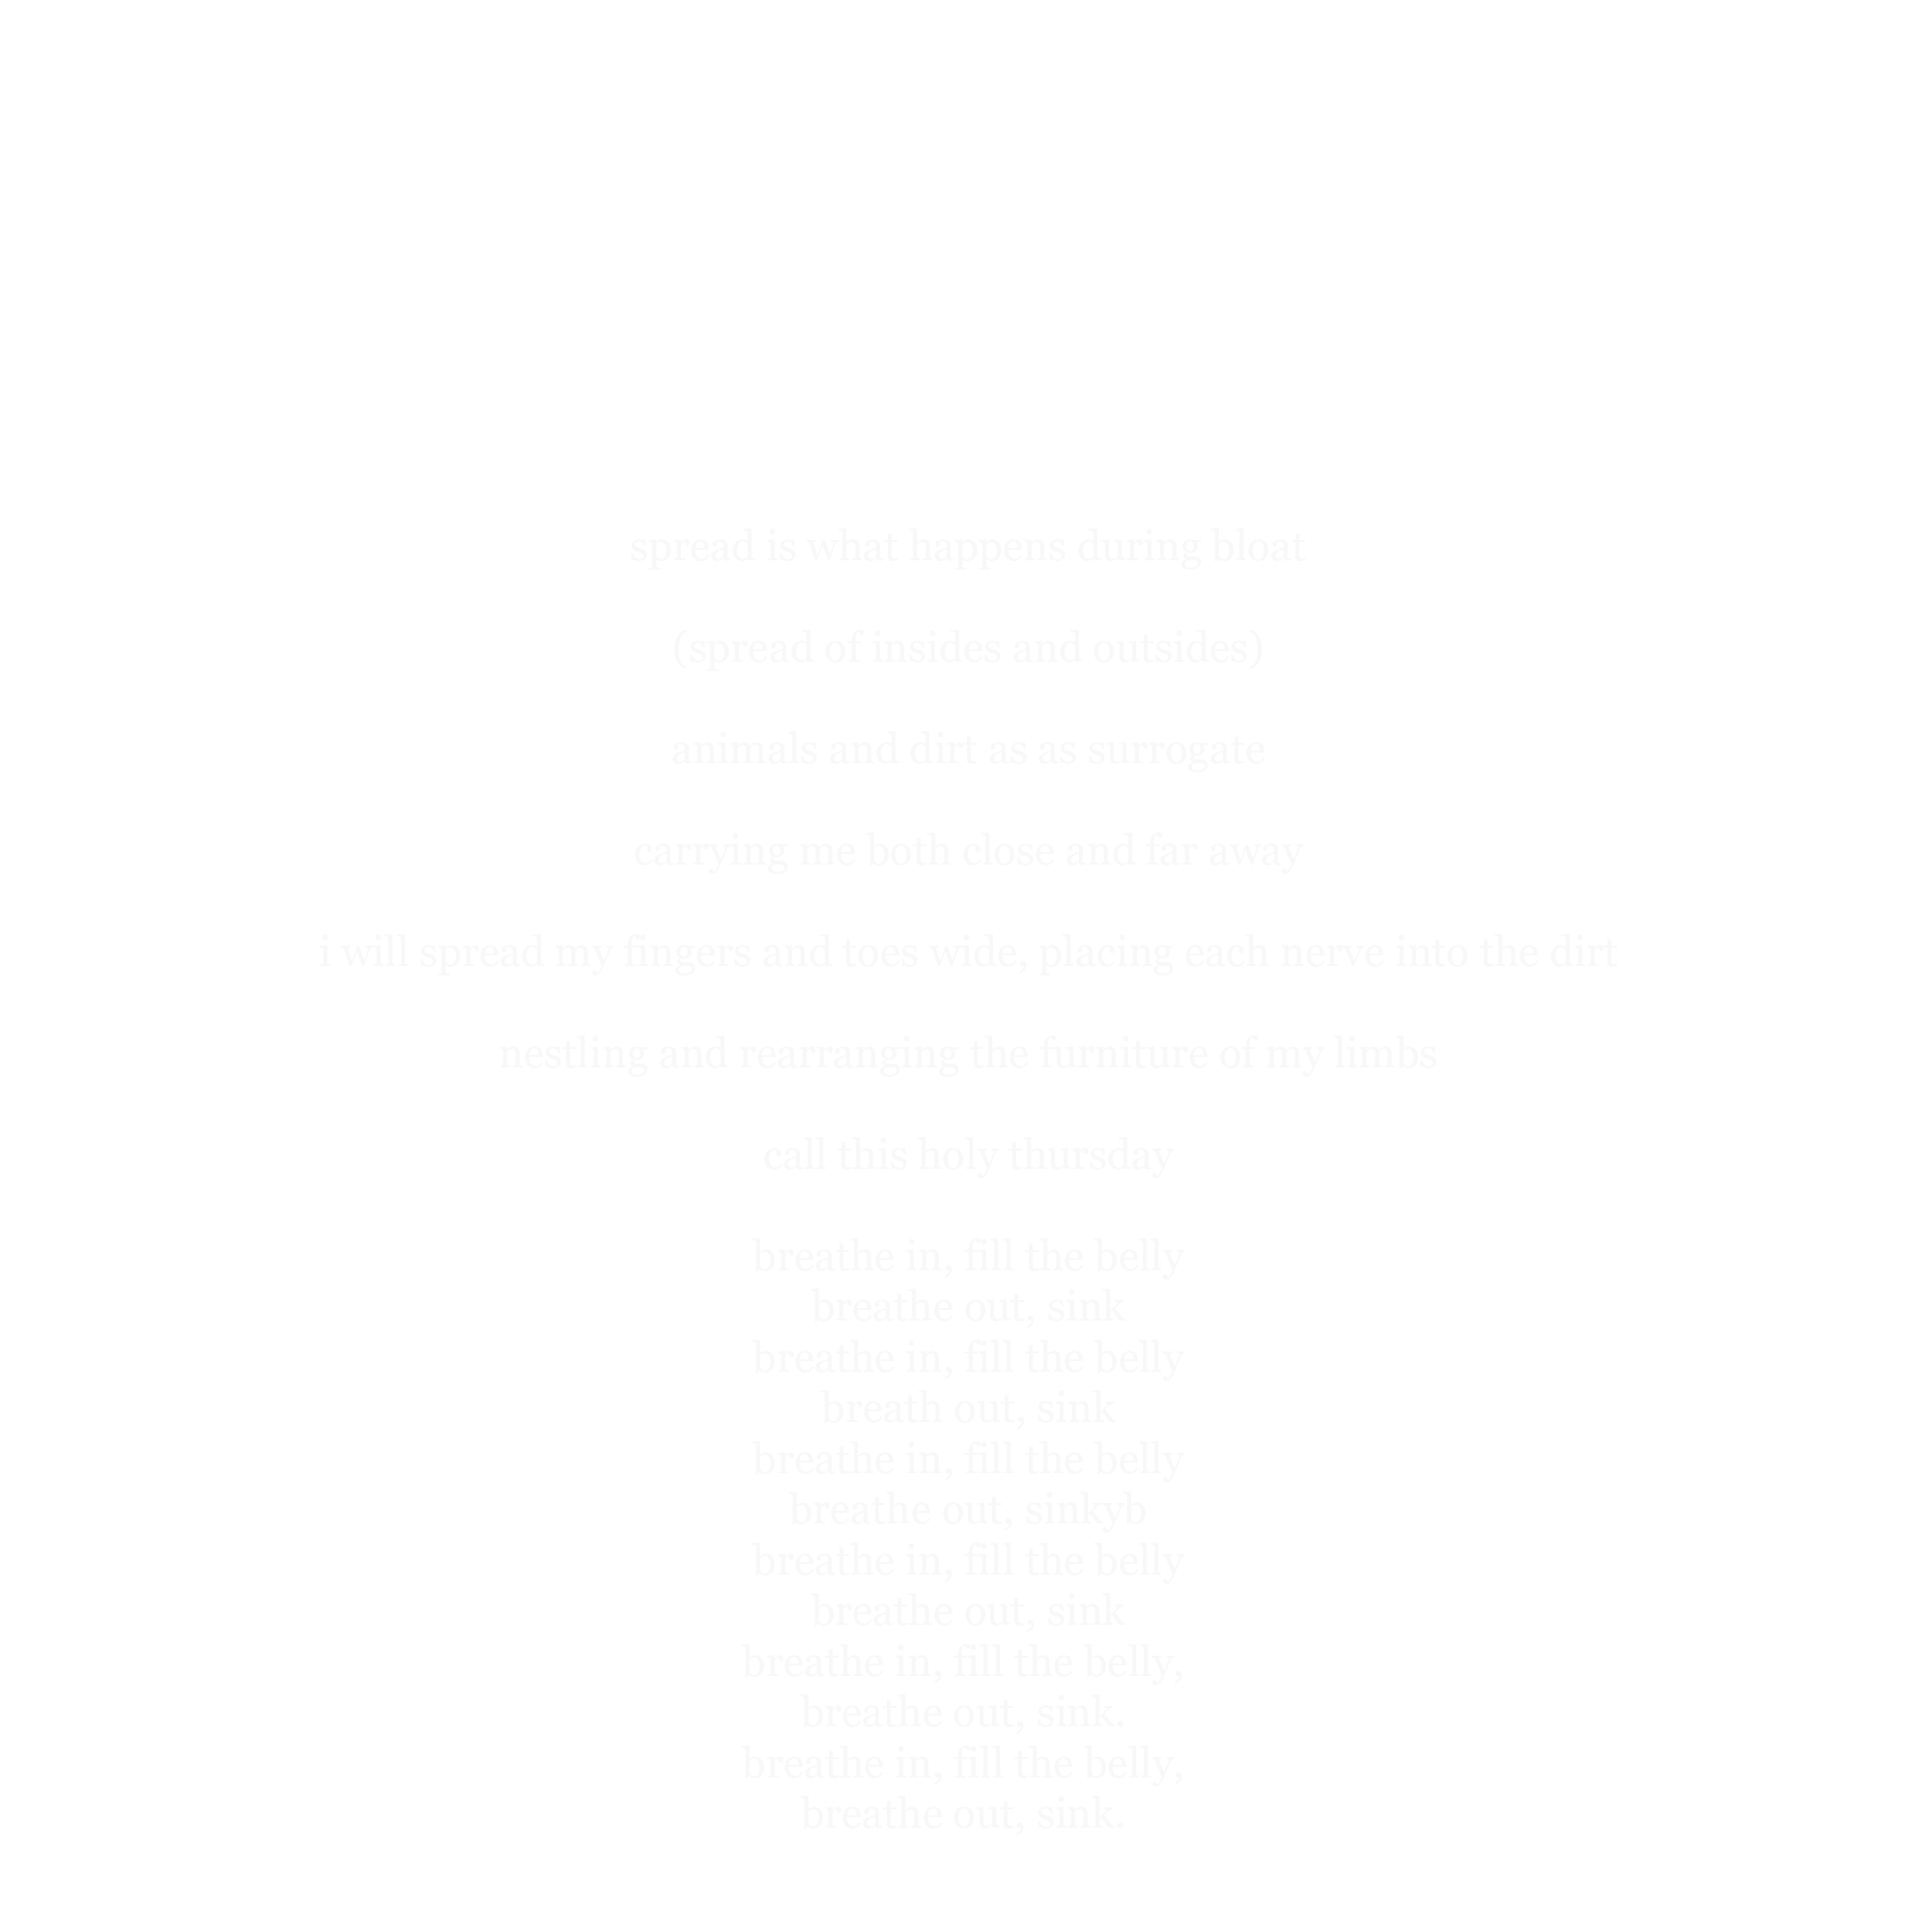 spread is what happens during bloat
(spread of insides and outsides)
animals and dirt as as surrogate
carrying me both close and far away
i will spread my fingers and toes wide, placing each nerve into the dirt
nestling and rearranging the furniture of my limbs
call this holy thursday
breathe in, fill the belly
breathe out, sink
breathe in, fill the belly
breath out, sink
breathe in, fill the belly
breathe out, sinkyb
breathe in, fill the belly
breathe out, sink
breathe in, fill the belly,
breathe out, sink.
breathe in, fill the belly,
breathe out, sink.